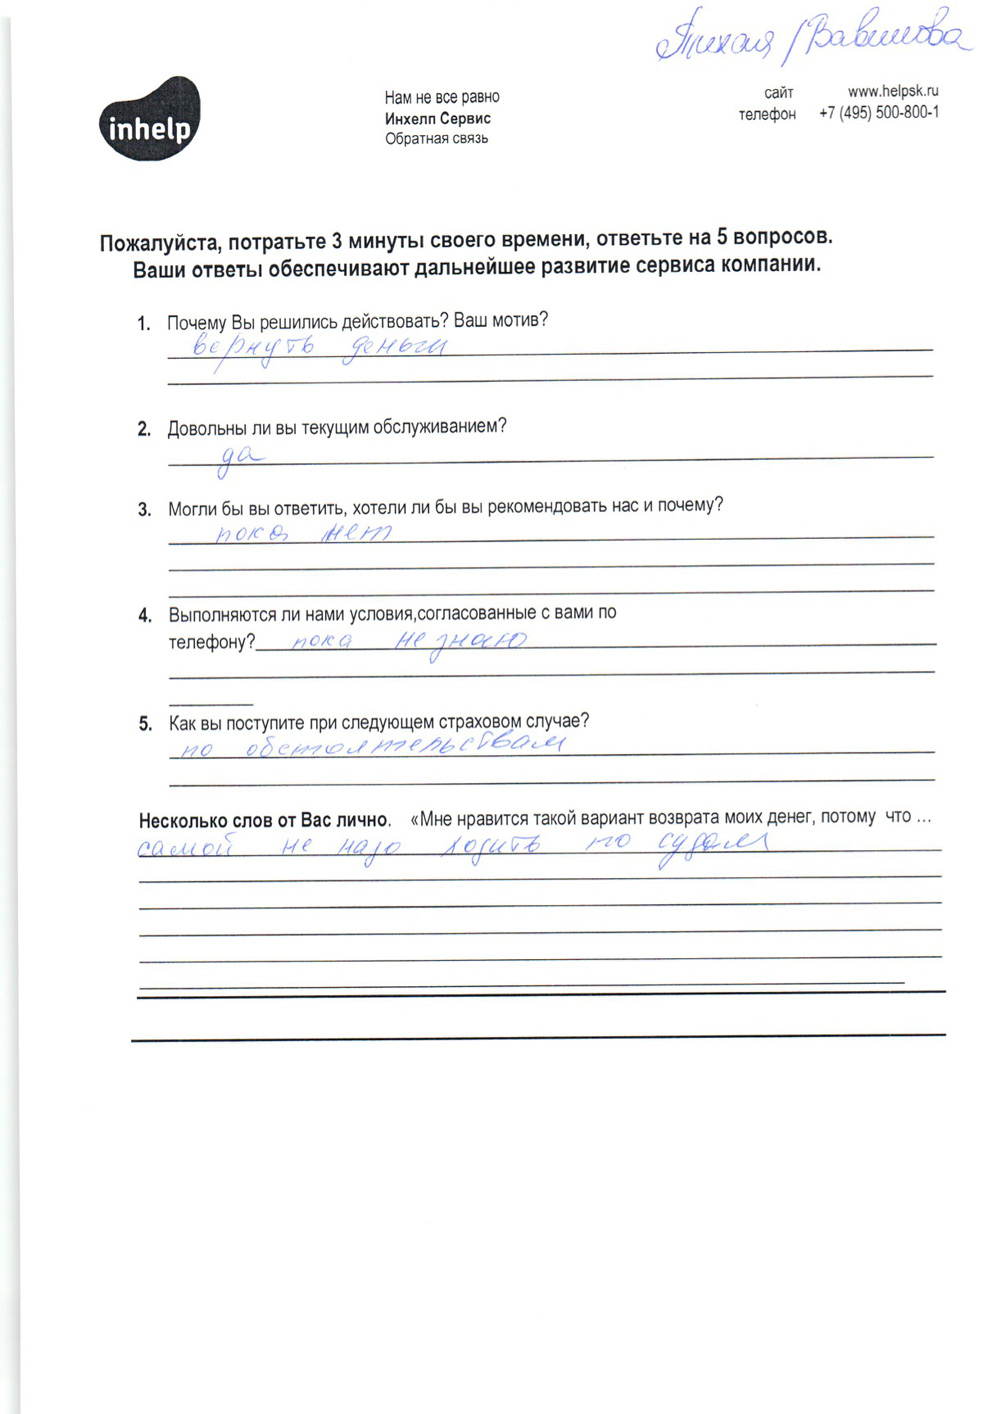 /Вавилова
inhelp
Нам не все равно
Инхелп Сервис
Обратная связь
сайт www.helpsk.ru
телефон +7 (495) 500-800-1
Пожалуйста, потратьте 3 минуты своего времени, ответьте на 5 вопросов.
Ваши ответы обеспечивают дальнейшее развитие сервиса компании.
1. Почему Вы решились действовать? Ваш мотив?
вернуть деньги
2. Довольны ли вы текущим обслуживанием?
да
3. Могли бы вы ответить, хотели ли бы вы рекомендовать нас и почему?
пока нет
4. Выполняются ли нами условия,согласованные с вами по
телефону? пока не знаю
5. Как вы поступите при следующем страховом случае?
по обстоятельствам
Несколько слов от Вас лично. «Мне нравится такой вариант возврата моих денег, потому что ...
самой не надо ходить по судам